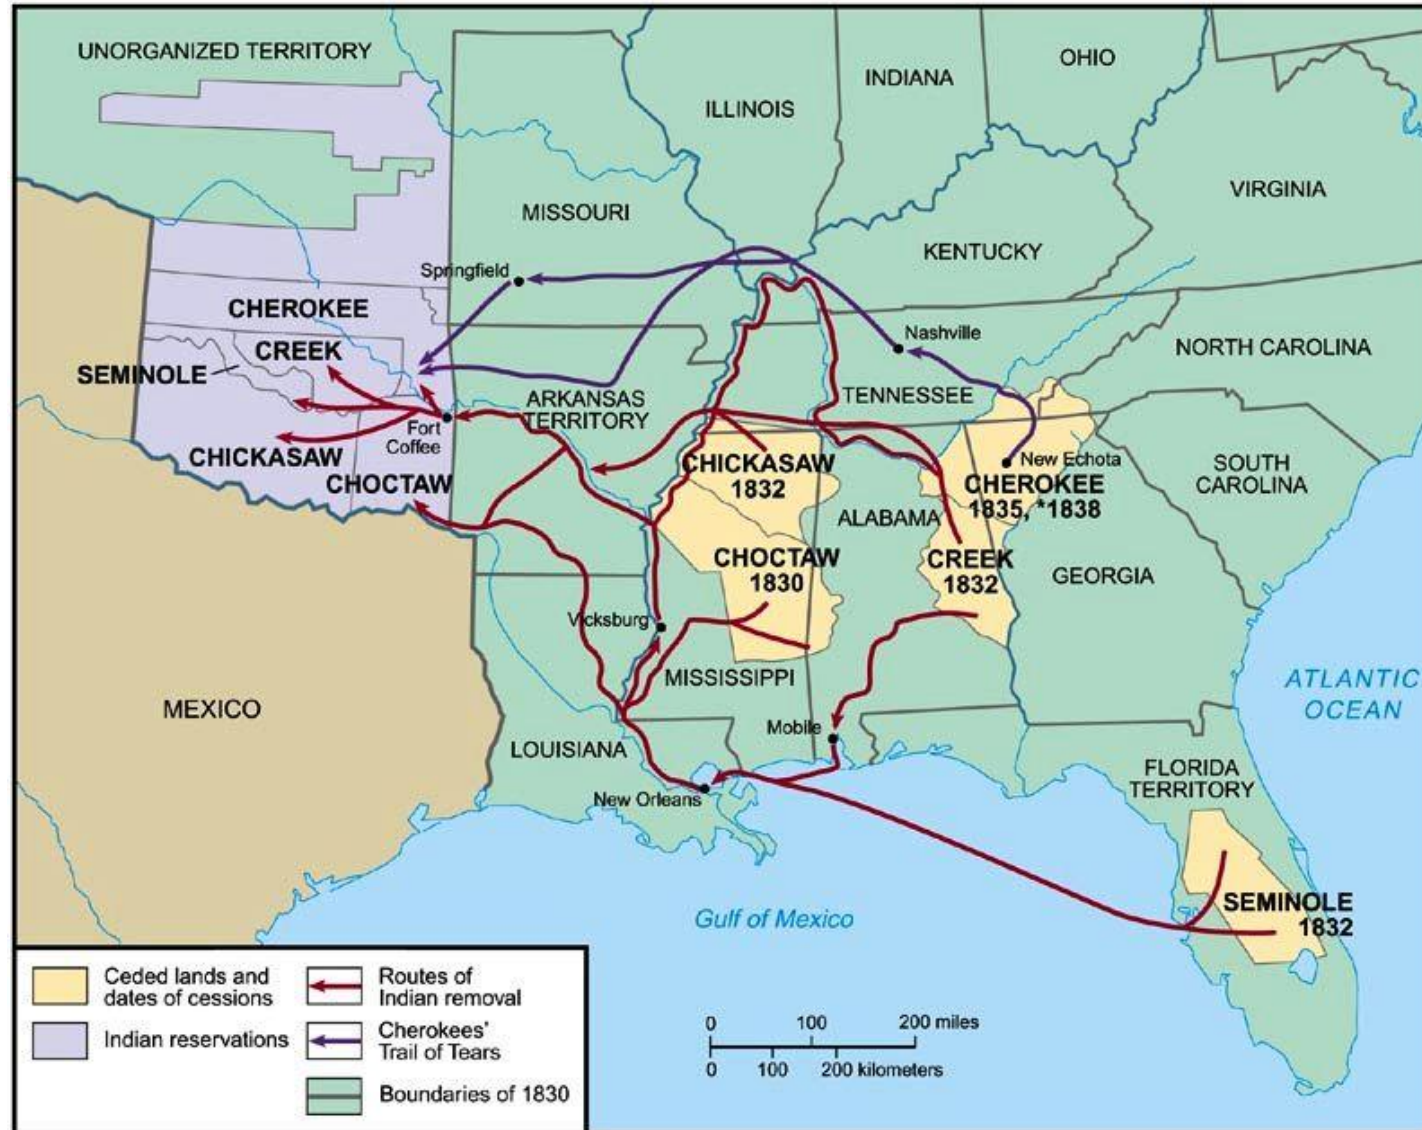 UNORGANIZED TERRITORY
ILLINOIS
INDIANA
OHIO
VIRGINIA
MISSOURI
KENTUCKY
Springfield
CHEROKEE
CREEK
SEMINOLE
Nashville
NORTH CAROLINA
TENNESSEE
ARKANSAS
TERRITORY
Fort
Coffee
CHICKASAW
CHOCTAW
CHICKASAW
1832
New Echota
CHEROKEE
1835, *1838
SOUTH
CAROLINA
ALABAMA
CHOCTAW
1830
CREEK
1832
GEORGIA
Vicksburg
MISSISSIPPI
MEXICO
LOUISIANA
Mobile
New Orleans
ATLANTIC
OCEAN
FLORIDA
TERRITORY
SEMINOLE
1832
Gulf of Mexico
Ceded lands and
dates of cessions
Indian reservations
Routes of
Indian removal
Cherokees'
Trail of Tears
Boundaries of 1830
0 100 200 miles
0 100 200 kilometers